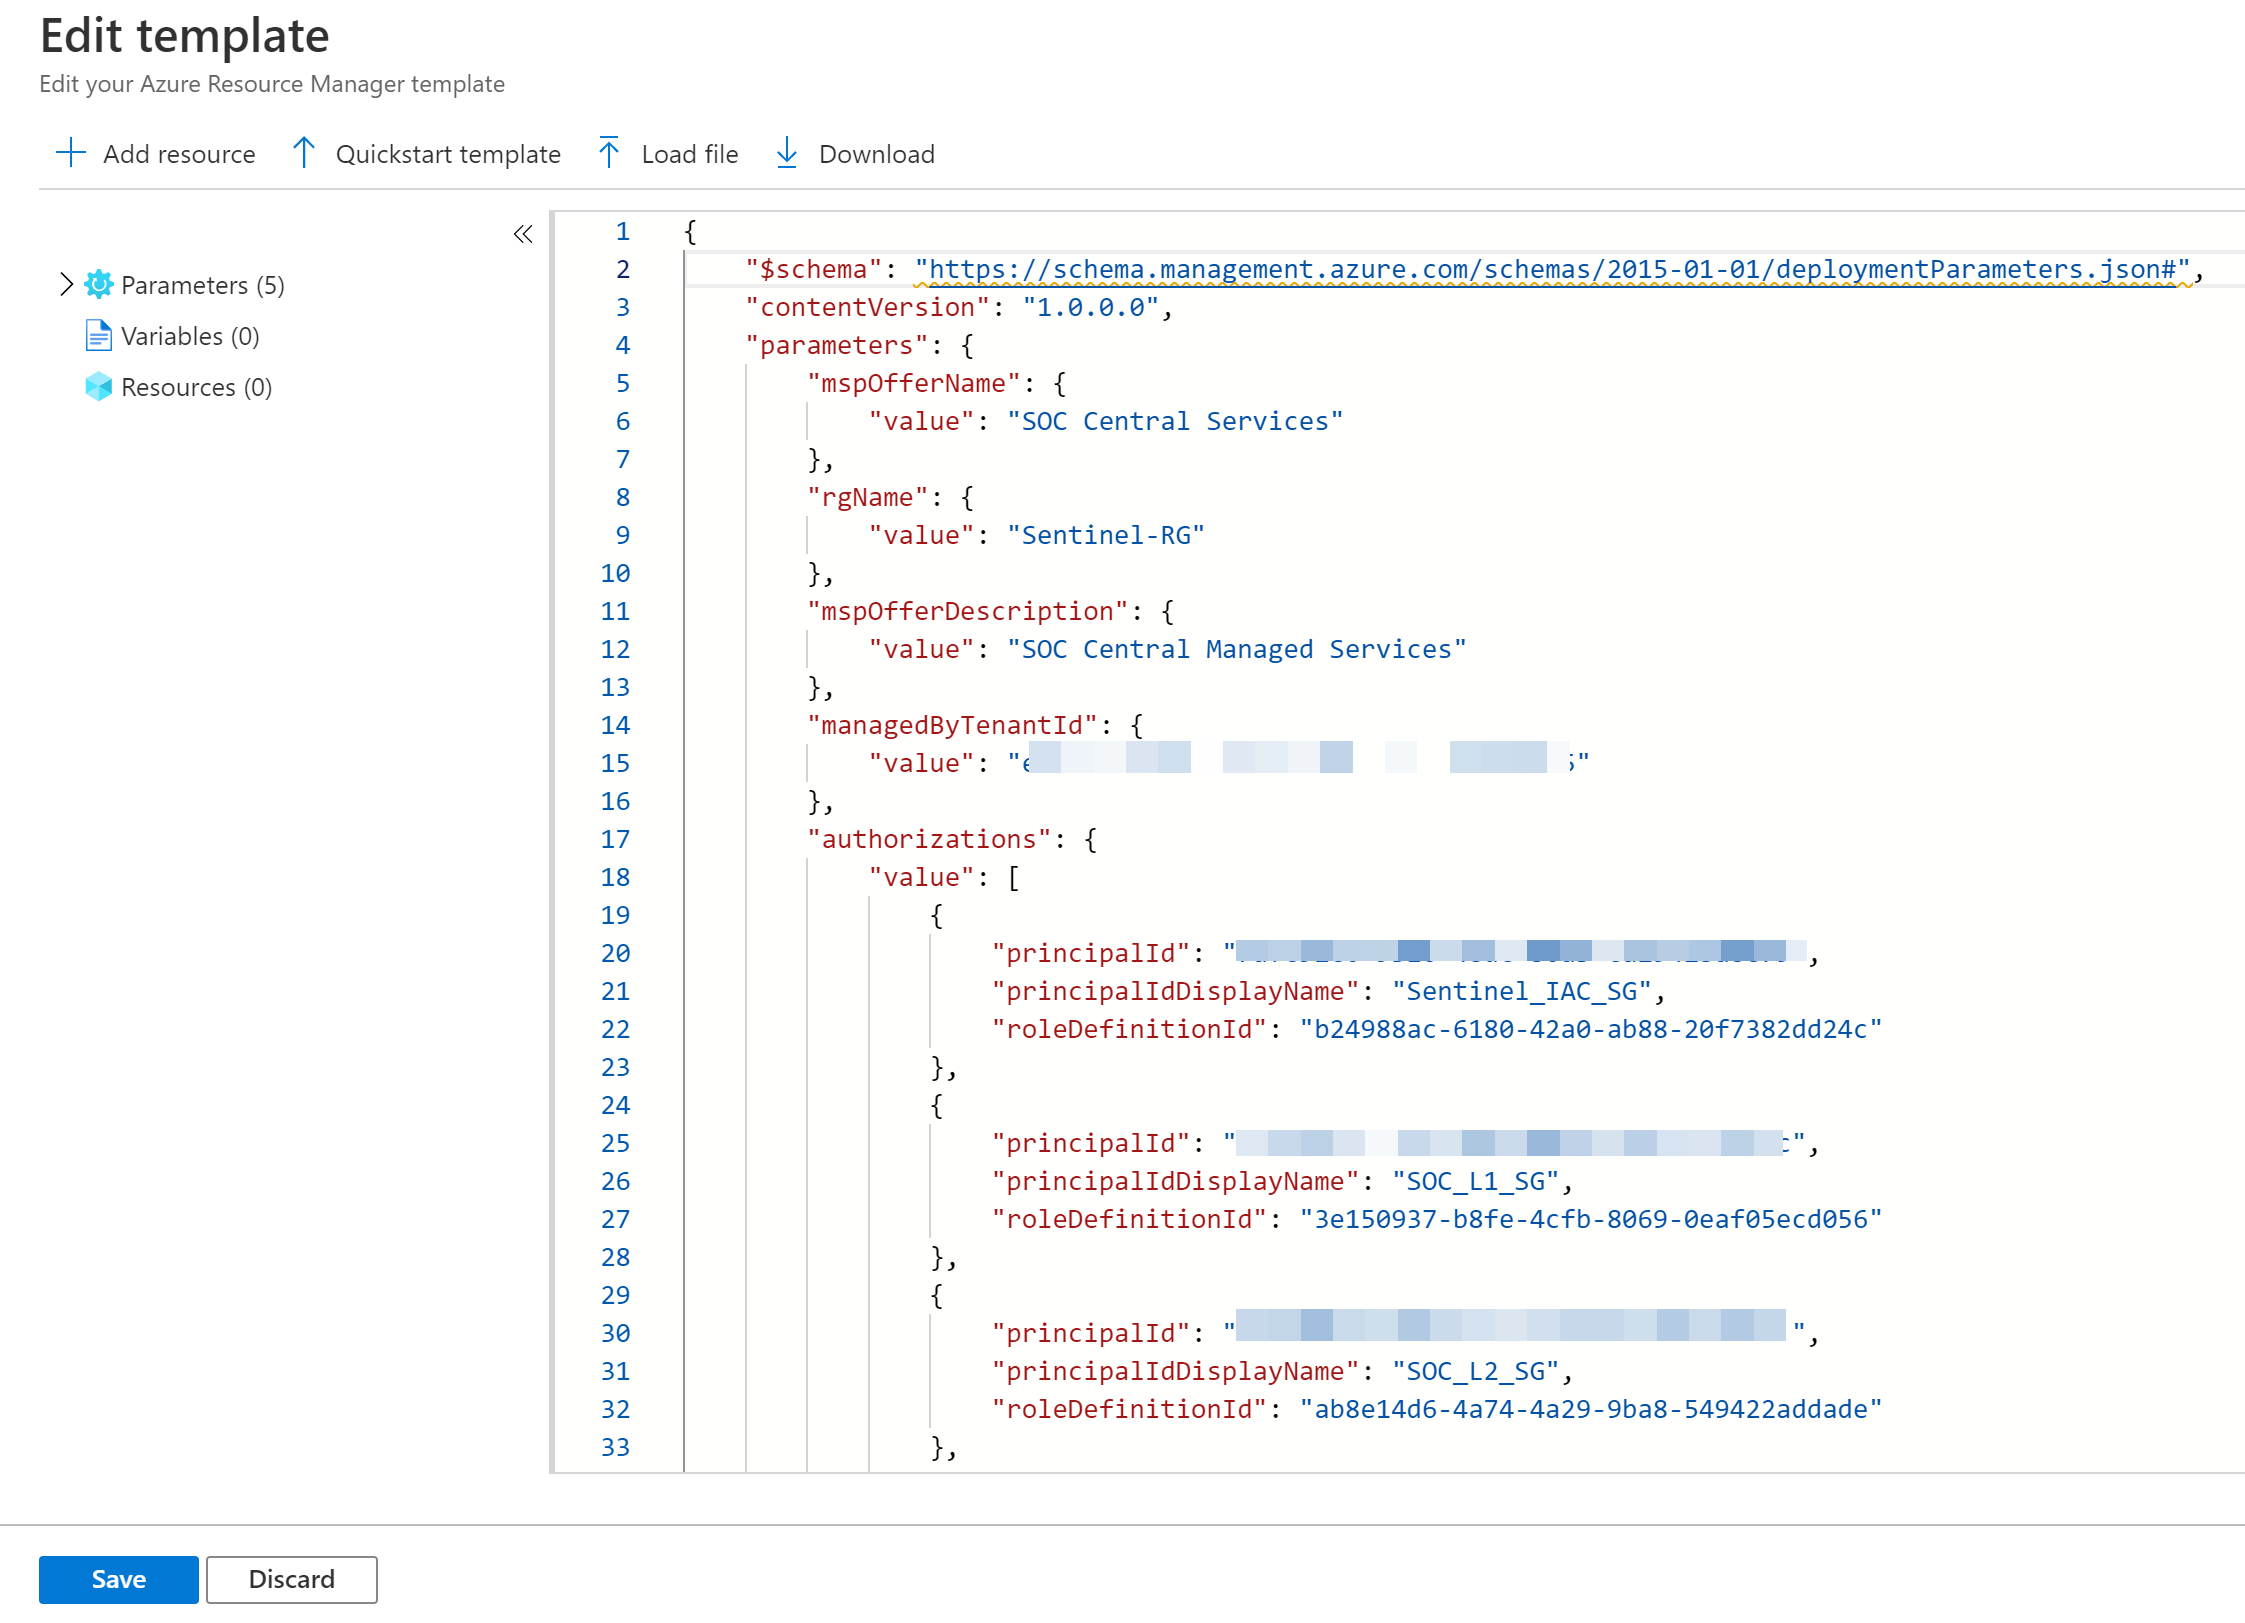 Edit template
Edit your Azure Resource Manager template
Add resource Quickstart template Load file Download
Parameters (5)
Variables (0)
Resources (0)
1 {
2 "$schema": "https://schema.management.azure.com/schemas/2015-01-01/deploymentParameters.json#",
3 "contentVersion": "1.0.0.0",
4 "parameters": {
5 "mspOfferName": {
6 "value": "SOC Central Services"
7 },
8 "rgName": {
9 "value": "Sentinel-RG"
10 },
11 "mspOfferDescription": {
12 "value": "SOC Central Managed Services"
13 },
14 "managedByTenantId": {
15 "value": "
16 },
17 "authorizations": {
18 "value": [
19 {
20 "principalId": " ,
21 "principalIdDisplayName": "Sentinel_IAC_SG",
22 "roleDefinitionId": "b24988ac-6180-42a0-ab88-20f7382dd24c"
23 },
24 {
25 "principalId": " ",
26 "principalIdDisplayName": "SOC_L1_SG",
27 "roleDefinitionId": "3e150937-b8fe-4cfb-8069-0eaf05ecd056"
28 },
29 {
30 "principalId": " ",
31 "principalIdDisplayName": "SOC_L2_SG",
32 "roleDefinitionId": "ab8e14d6-4a74-4a29-9ba8-549422addade"
33 },
Save Discard